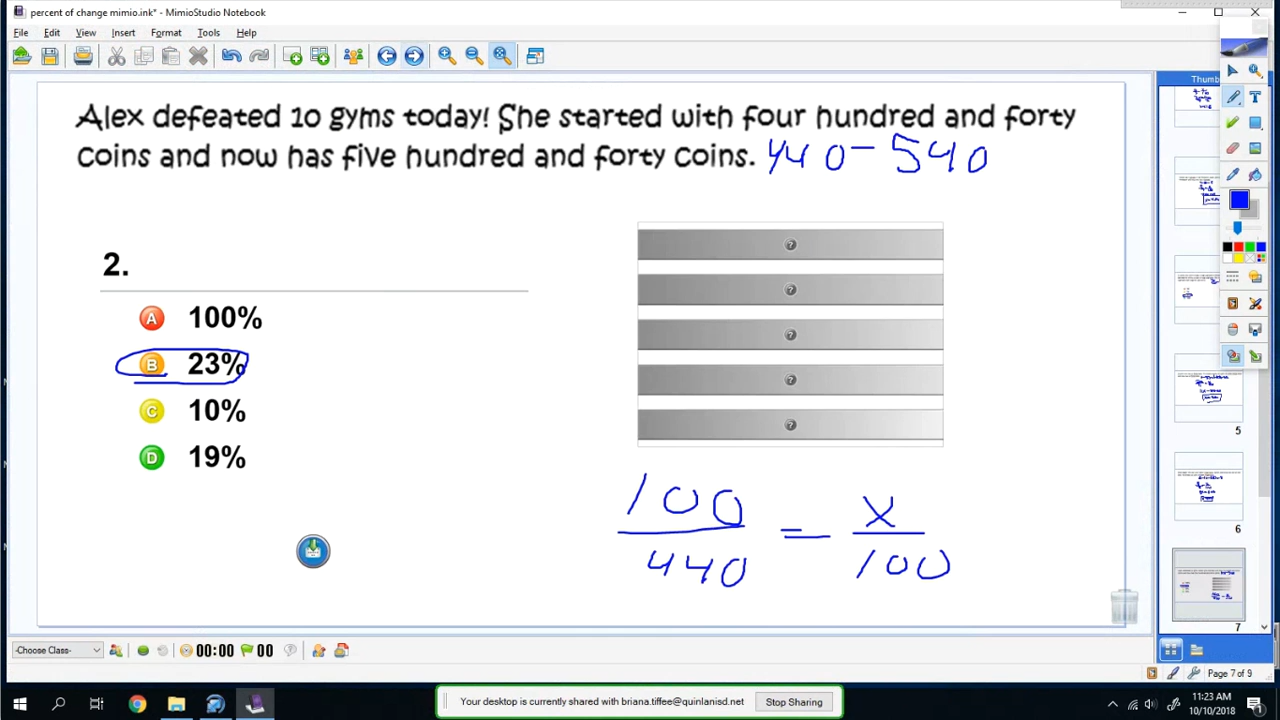 percent of change mimio.ink* - MimioStudio Notebook
File Edit View Insert Format Tools Help
Alex defeated 10 gyms today! She started with four hundred and forty
coins and now has five hundred and forty coins. 440-540
2.
A 100%
B 23%
C 10%
D 19%
?
?
?
?
?
100/440 = x/100
Thumb
5
6
7
-Choose Class-
00:00
00
Page 7 of 9
Your desktop is currently shared with briana.tiffee@quinlanisd.net
Stop Sharing
11:23 AM
10/10/2018